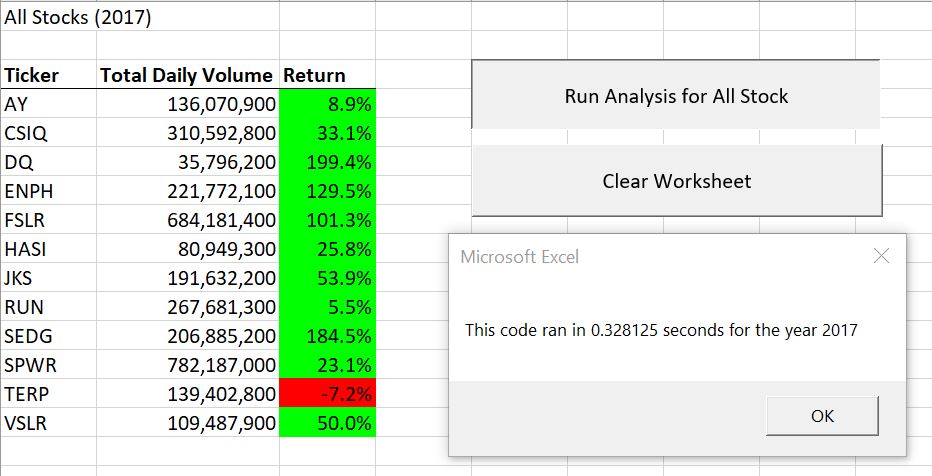 All Stocks (2017)
Ticker Total Daily Volume Return
AY 136,070,900 8.9%
CSIQ 310,592,800 33.1%
DQ 35,796,200 199.4%
ENPH 221,772,100 129.5%
FSLR 684,181,400 101.3%
HASI 80,949,300 25.8%
JKS 191,632,200 53.9%
RUN 267,681,300 5.5%
SEDG 206,885,200 184.5%
SPWR 782,187,000 23.1%
TERP 139,402,800 -7.2%
VSLR 109,487,900 50.0%
Run Analysis for All Stock
Clear Worksheet
Microsoft Excel
This code ran in 0.328125 seconds for the year 2017
OK